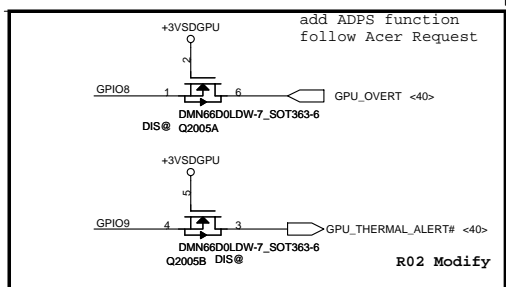 add ADPS function
follow Acer Request
+3VSDGPU
2
GPIO8
1
6
GPU_OVERT <40>
DMN66D0LDW-7_SOT363-6
DIS@
Q2005A
+3VSDGPU
5
GPIO9
4
3
GPU_THERMAL_ALERT# <40>
DMN66D0LDW-7_SOT363-6
Q2005B
DIS@
R02 Modify